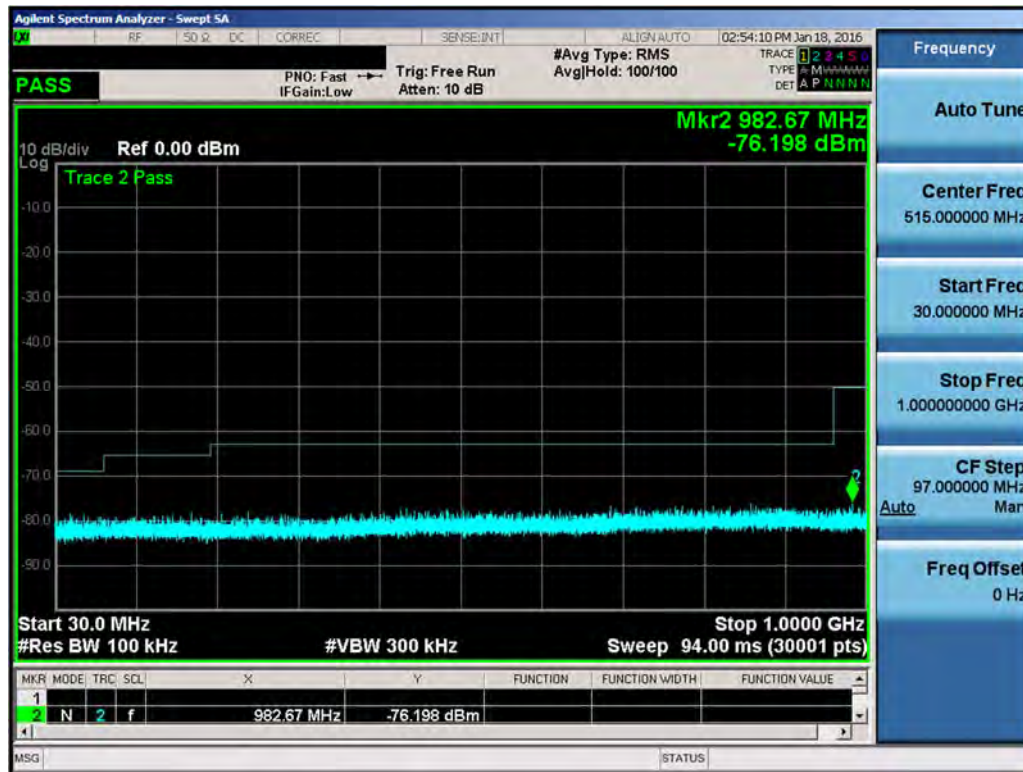 Agilent Spectrum Analyzer - Swept SA
LXI RF 50 Ω DC CORREC SENSE:INT ALIGN AUTO 02:54:10 PM Jan 18, 2016
PASS
PNO: Fast
IFGain:Low
Trig: Free Run
Atten: 10 dB
#Avg Type: RMS
Avg|Hold: 100/100
TRACE 1 2 3 4 5 6
TYPE A M
DET A P N N N N
Mkr2 982.67 MHz
-76.198 dBm
10 dB/div Ref 0.00 dBm
Log
Trace 2 Pass
-10.0
-20.0
-30.0
-40.0
-50.0
-60.0
-70.0
-80.0
-90.0
2
Start 30.0 MHz Stop 1.0000 GHz
#Res BW 100 kHz #VBW 300 kHz Sweep 94.00 ms (30001 pts)
MKR MODE TRC SCL X Y FUNCTION FUNCTION WIDTH FUNCTION VALUE
1
2 N 2 f 982.67 MHz -76.198 dBm
MSG STATUS
Frequency
Auto Tune
Center Freq
515.000000 MHz
Start Freq
30.000000 MHz
Stop Freq
1.000000000 GHz
CF Step
97.000000 MHz
Auto Man
Freq Offset
0 Hz